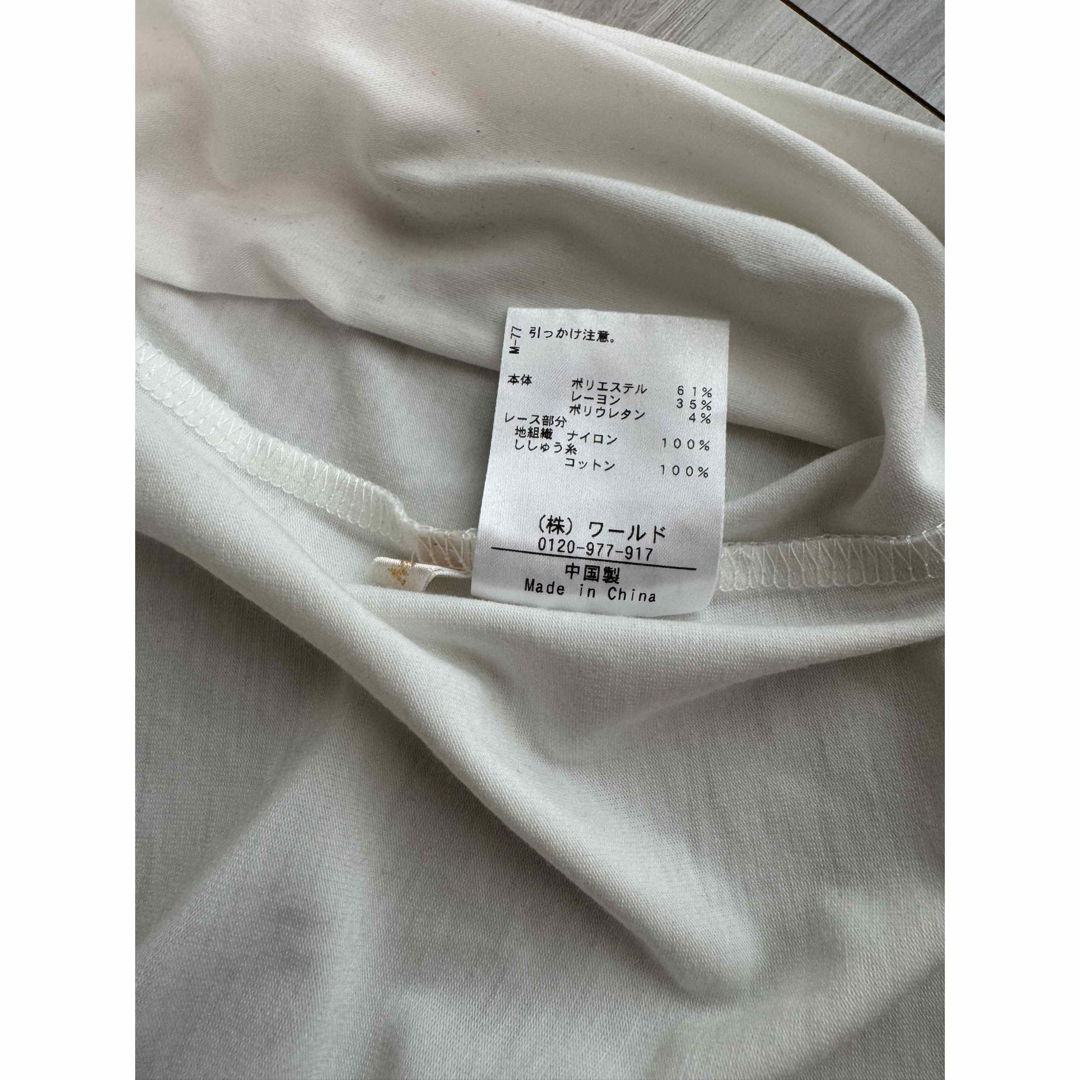 M-77
引っかけ注意。
本体 ポリエステル 61%
レーヨン 35%
ポリウレタン 4%
レース部分
地組織 ナイロン 100%
ししゅう糸
コットン 100%
(株) ワールド
0120-977-917
中国製
Made in China